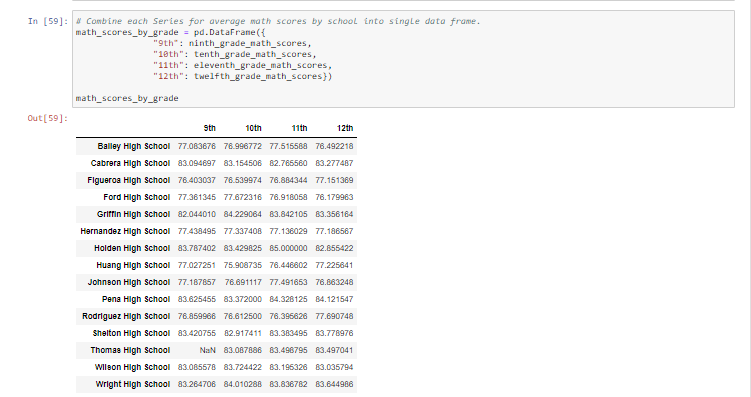 In [59]: # Combine each Series for average math scores by school into single data frame.
math_scores_by_grade = pd.DataFrame({
"9th": ninth_grade_math_scores,
"10th": tenth_grade_math_scores,
"11th": eleventh_grade_math_scores,
"12th": twelfth_grade_math_scores})
math_scores_by_grade
Out[59]:
9th 10th 11th 12th
Bailey High School 77.083676 76.996772 77.515588 76.492218
Cabrera High School 83.094697 83.154506 82.765560 83.277487
Figueroa High School 76.403037 76.539974 76.884344 77.151369
Ford High School 77.361345 77.672316 76.918058 76.179963
Griffin High School 82.044010 84.229064 83.842105 83.356164
Hernandez High School 77.438495 77.337408 77.136029 77.186567
Holden High School 83.787402 83.429825 85.000000 82.855422
Huang High School 77.027251 75.908735 76.446602 77.225641
Johnson High School 77.187857 76.691117 77.491653 76.863248
Pena High School 83.625455 83.372000 84.328125 84.121547
Rodriguez High School 76.859966 76.612500 76.395626 77.690748
Shelton High School 83.420755 82.917411 83.383495 83.778976
Thomas High School NaN 83.087886 83.498795 83.497041
Wilson High School 83.085578 83.724422 83.195326 83.035794
Wright High School 83.264706 84.010288 83.836782 83.644986